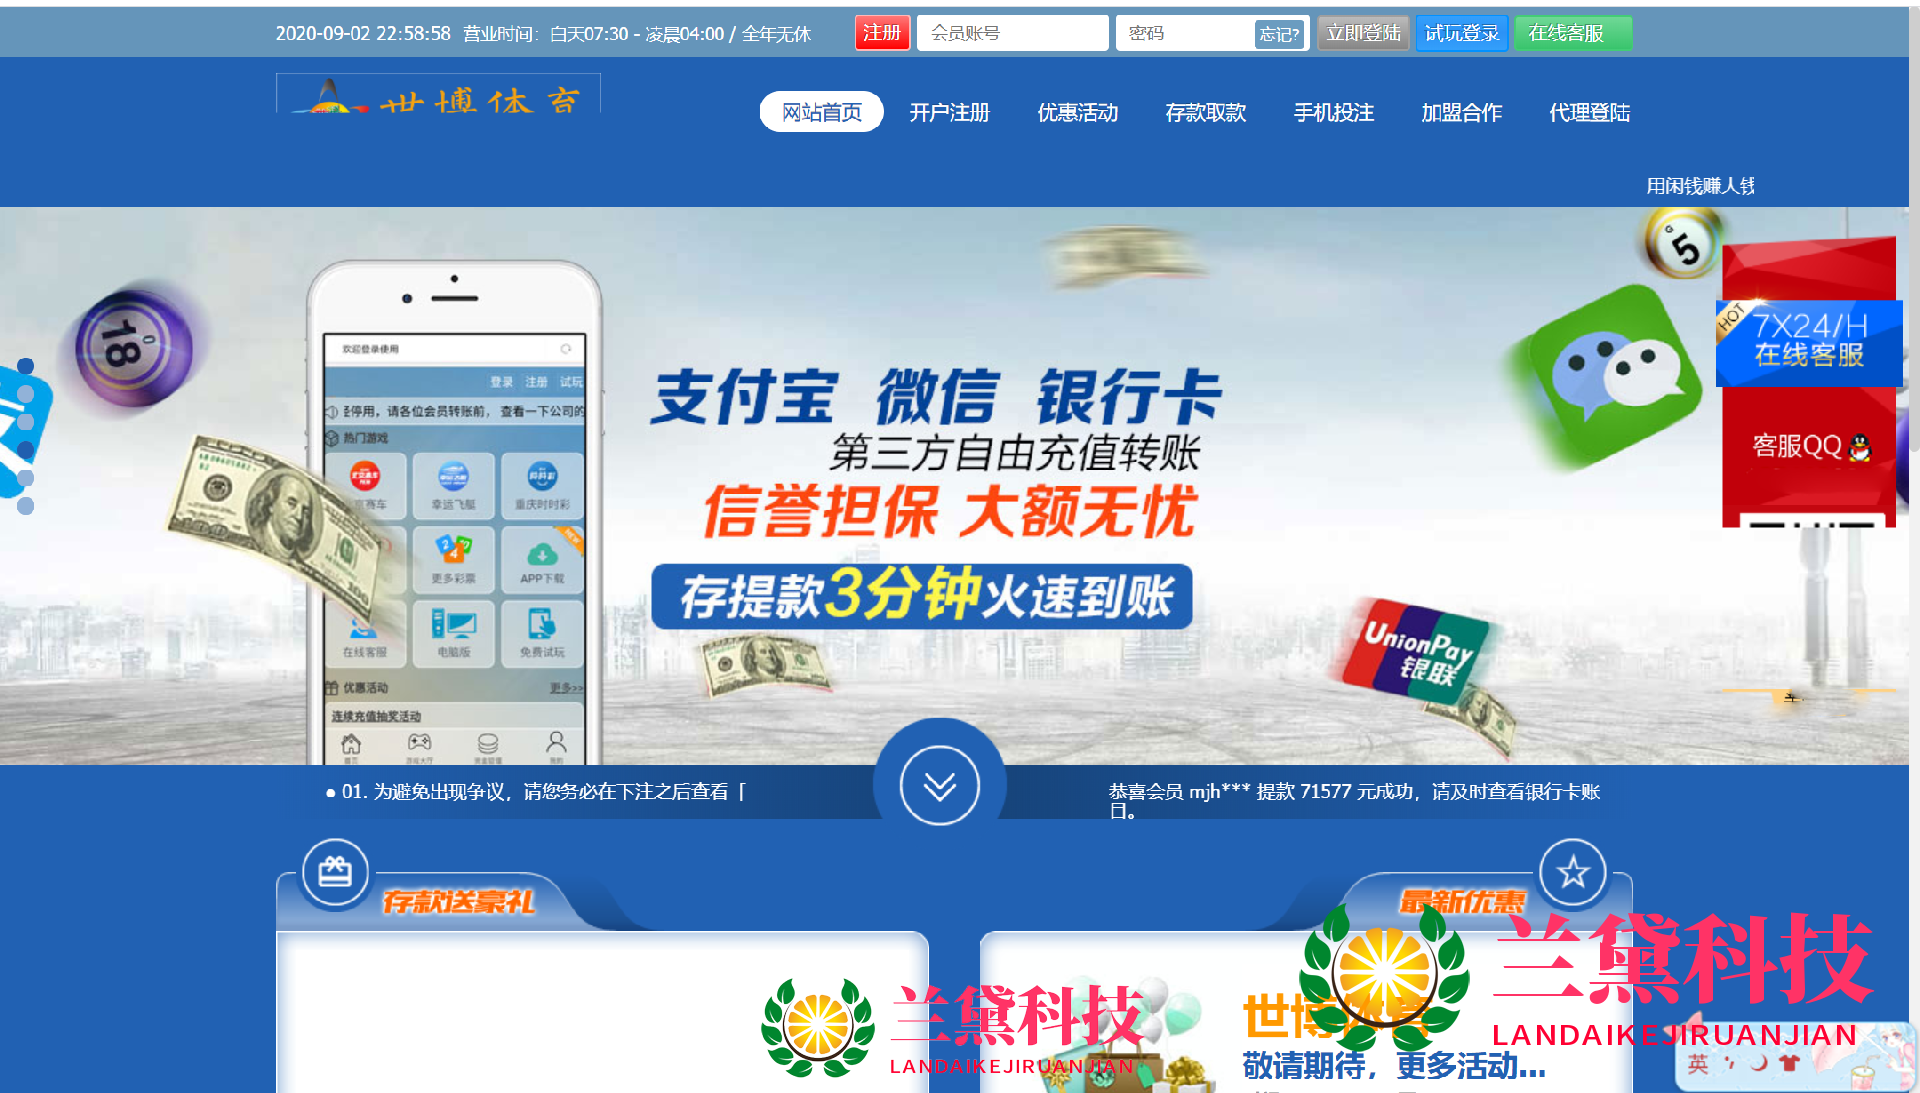 2020-09-02 22:58:58 营业时间：白天07:30 - 凌晨04:00 / 全年无休
注册 会员账号 密码 忘记? 立即登陆 试玩登录 在线客服
世博体育
网站首页 开户注册 优惠活动 存款取款 手机投注 加盟合作 代理登陆
用闲钱赚人钱
5
18
HOT
7X24/H
在线客服
客服QQ
欢迎登录使用
登录 注册 试玩
停用，请各位会员转账前， 查看一下公司的
热门游戏
赛车 幸运飞艇 重庆时时彩
更多彩票 APP下载
在线客服 电脑版 免费试玩
优惠活动 更多>>
连续充值抽奖活动
支付宝 微信 银行卡
第三方自由充值转账
信誉担保 大额无忧
存提款3分钟火速到账
UnionPay
银联
● 01. 为避免出现争议，请您务必在下注之后查看「
恭喜会员 mjh*** 提款 71577 元成功，请及时查看银行卡账
存款送豪礼
最新优惠
兰黛科技
LANDAIKEJIRUANJIAN
兰黛科技
LANDAIKEJIRUANJIAN
世博体育
敬请期待，更多活动...
英